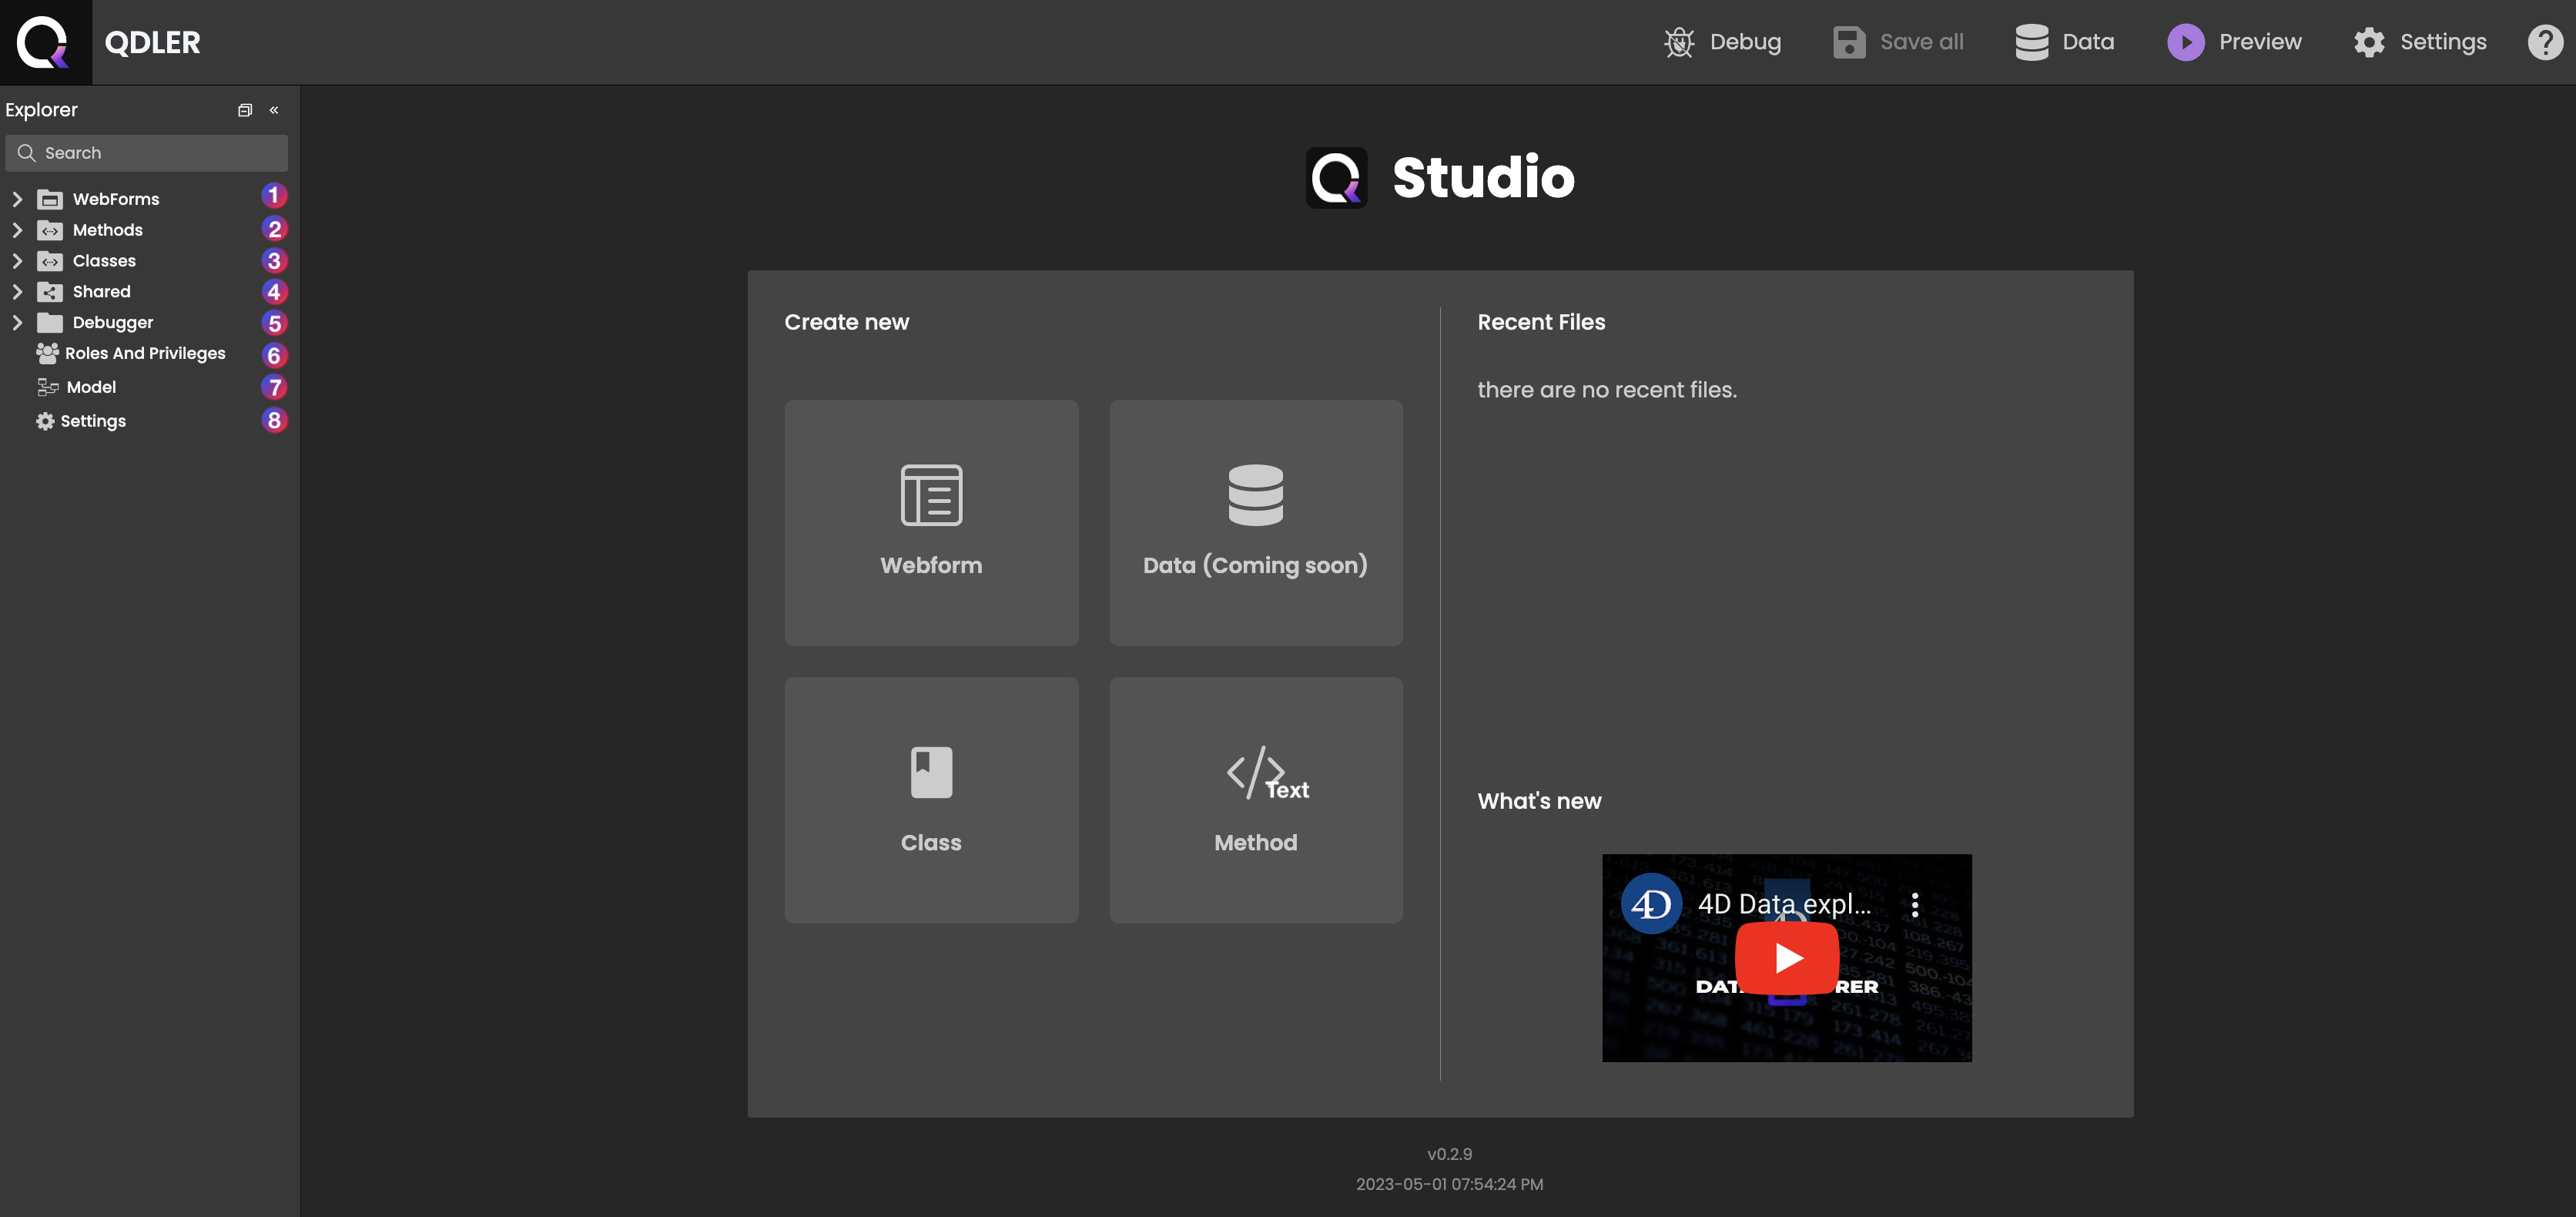 QDLER
Debug
Save all
Data
Preview
Settings
?
Explorer
Search
WebForms 1
Methods 2
Classes 3
Shared 4
Debugger 5
Roles And Privileges 6
Model 7
Settings 8
Studio
Create new
Webform
Data (Coming soon)
Class
Text
Method
Recent Files
there are no recent files.
What's new
4D
4D Data expl...
v0.2.9
2023-05-01 07:54:24 PM